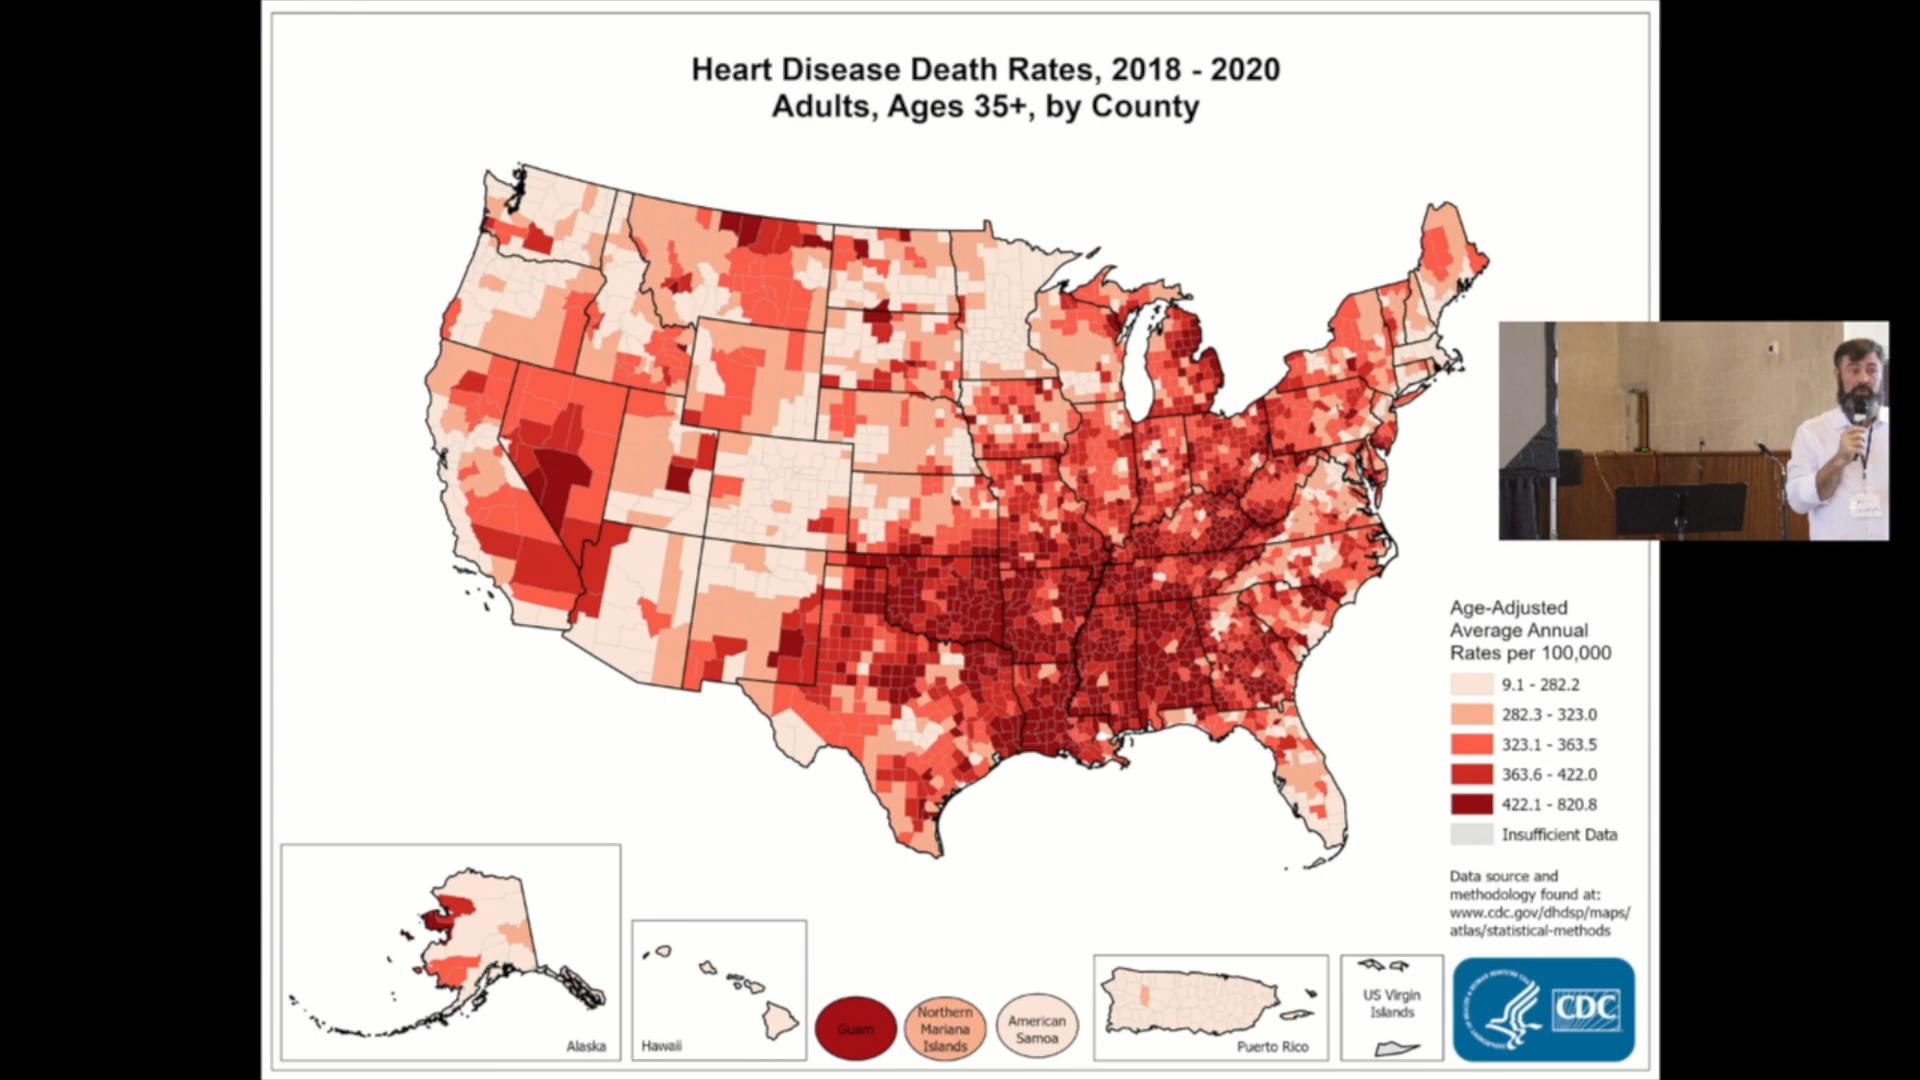 Heart Disease Death Rates, 2018 - 2020
Adults, Ages 35+, by County
Age-Adjusted
Average Annual
Rates per 100,000
9.1 - 282.2
282.3 - 323.0
323.1 - 363.5
363.6 - 422.0
422.1 - 820.8
Insufficient Data
Data source and
methodology found at:
www.cdc.gov/dhdsp/maps/
atlas/statistical-methods
Alaska
Hawaii
Guam
Northern
Mariana
Islands
American
Samoa
Puerto Rico
US Virgin
Islands
CDC